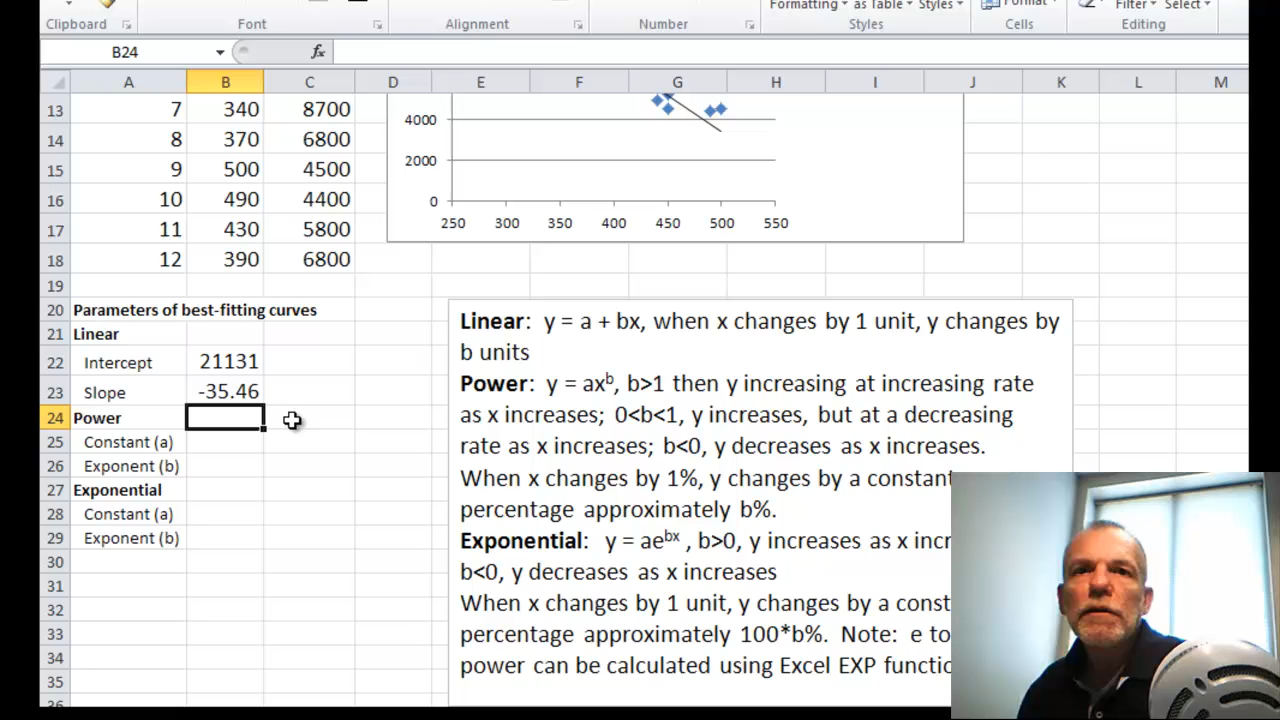 Formatting as Table Styles Format Filter Select
Clipboard Font Alignment Number Styles Cells Editing
B24 fx
A B C D E F G H I J K L M
13 7 340 8700
4000
14 8 370 6800
15 9 500 4500
2000
16 10 490 4400
0
17 11 430 5800
250 300 350 400 450 500 550
18 12 390 6800
19
20 Parameters of best-fitting curves
21 Linear
22 Intercept 21131
23 Slope -35.46
24 Power
25 Constant (a)
26 Exponent (b)
27 Exponential
28 Constant (a)
29 Exponent (b)
30
31
32
33
34
35
36
Linear: y = a + bx, when x changes by 1 unit, y changes by
b units
Power: y = axᵇ, b>1 then y increasing at increasing rate
as x increases; 0<b<1, y increases, but at a decreasing
rate as x increases; b<0, y decreases as x increases.
When x changes by 1%, y changes by a constant
percentage approximately b%.
Exponential: y = aeᵇˣ , b>0, y increases as x incr
b<0, y decreases as x increases
When x changes by 1 unit, y changes by a const
percentage approximately 100*b%. Note: e to
power can be calculated using Excel EXP functio